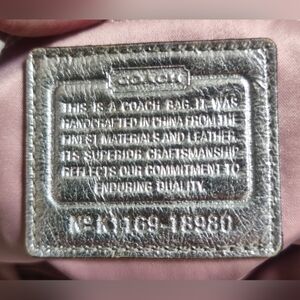 COACH
THIS IS A COACH BAG. IT WAS
HANDCRAFTED IN CHINA FROM THE
FINEST MATERIALS AND LEATHER.
ITS SUPERIOR CRAFTSMANSHIP
REFLECTS OUR COMMITMENT TO
ENDURING QUALITY.
Nº K1169-18980